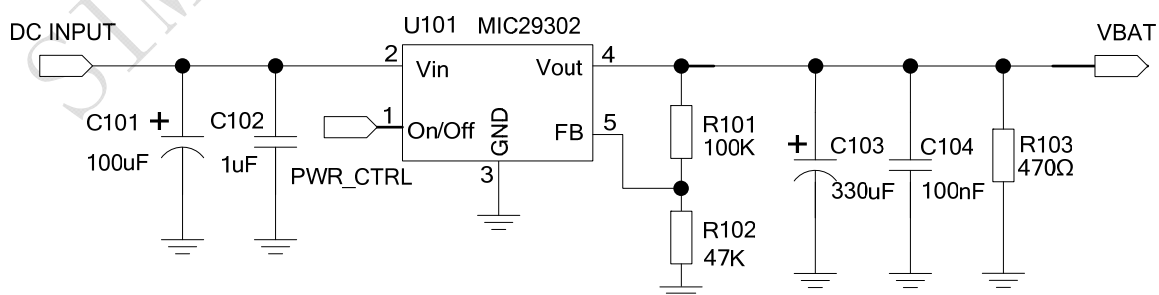 DC INPUT
U101 MIC29302
VBAT
2
Vin
Vout
4
1
On/Off
GND
FB
5
3
PWR_CTRL
C101
+
100uF
C102
1uF
R101
100K
R102
47K
+
C103
330uF
C104
100nF
R103
470Ω
SIM